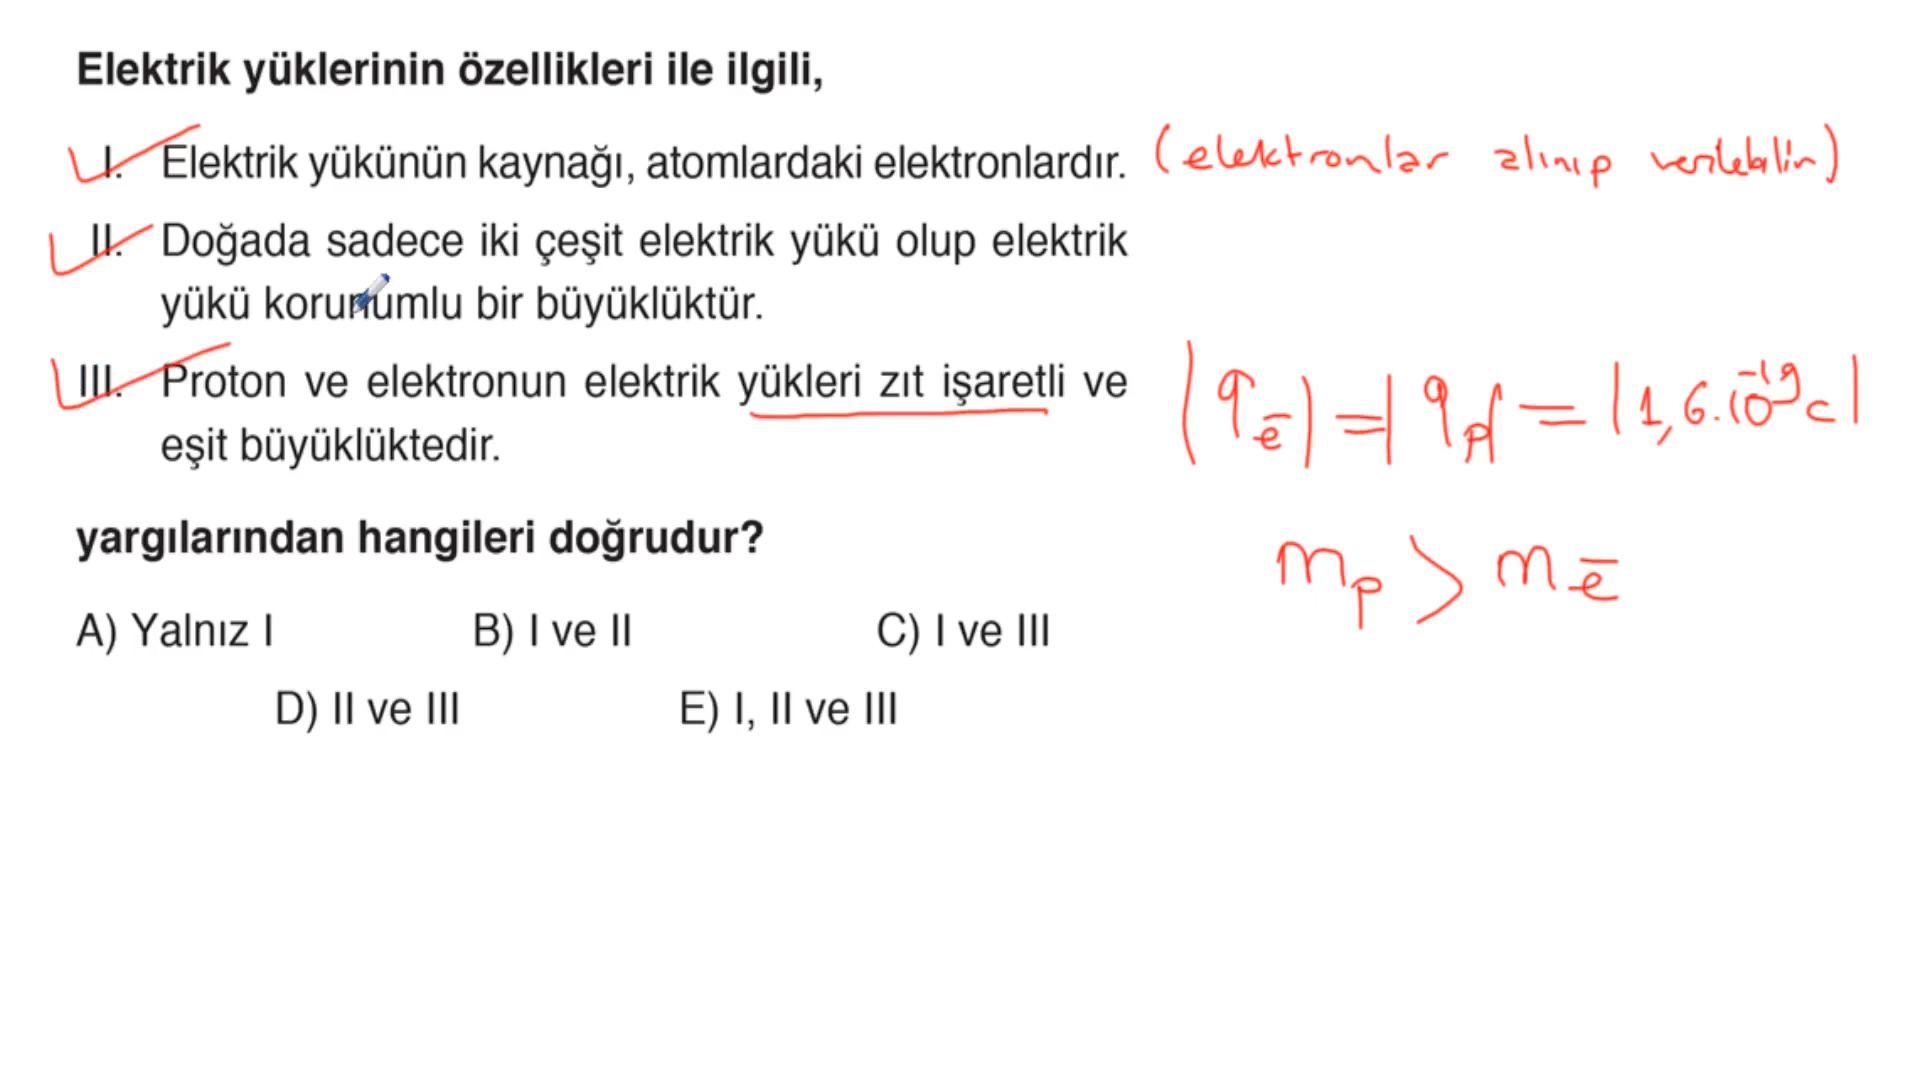 Elektrik yüklerinin özellikleri ile ilgili,
I. Elektrik yükünün kaynağı, atomlardaki elektronlardır. (elektronlar alınıp verilebilir)
II. Doğada sadece iki çeşit elektrik yükü olup elektrik
yükü korunumlu bir büyüklüktür.
III. Proton ve elektronun elektrik yükleri zıt işaretli ve
eşit büyüklüktedir.
|qe⁻| = |qp| = |1,6.10⁻¹⁹c|
yargılarından hangileri doğrudur?
mp > me⁻
A) Yalnız I B) I ve II C) I ve III
D) II ve III E) I, II ve III